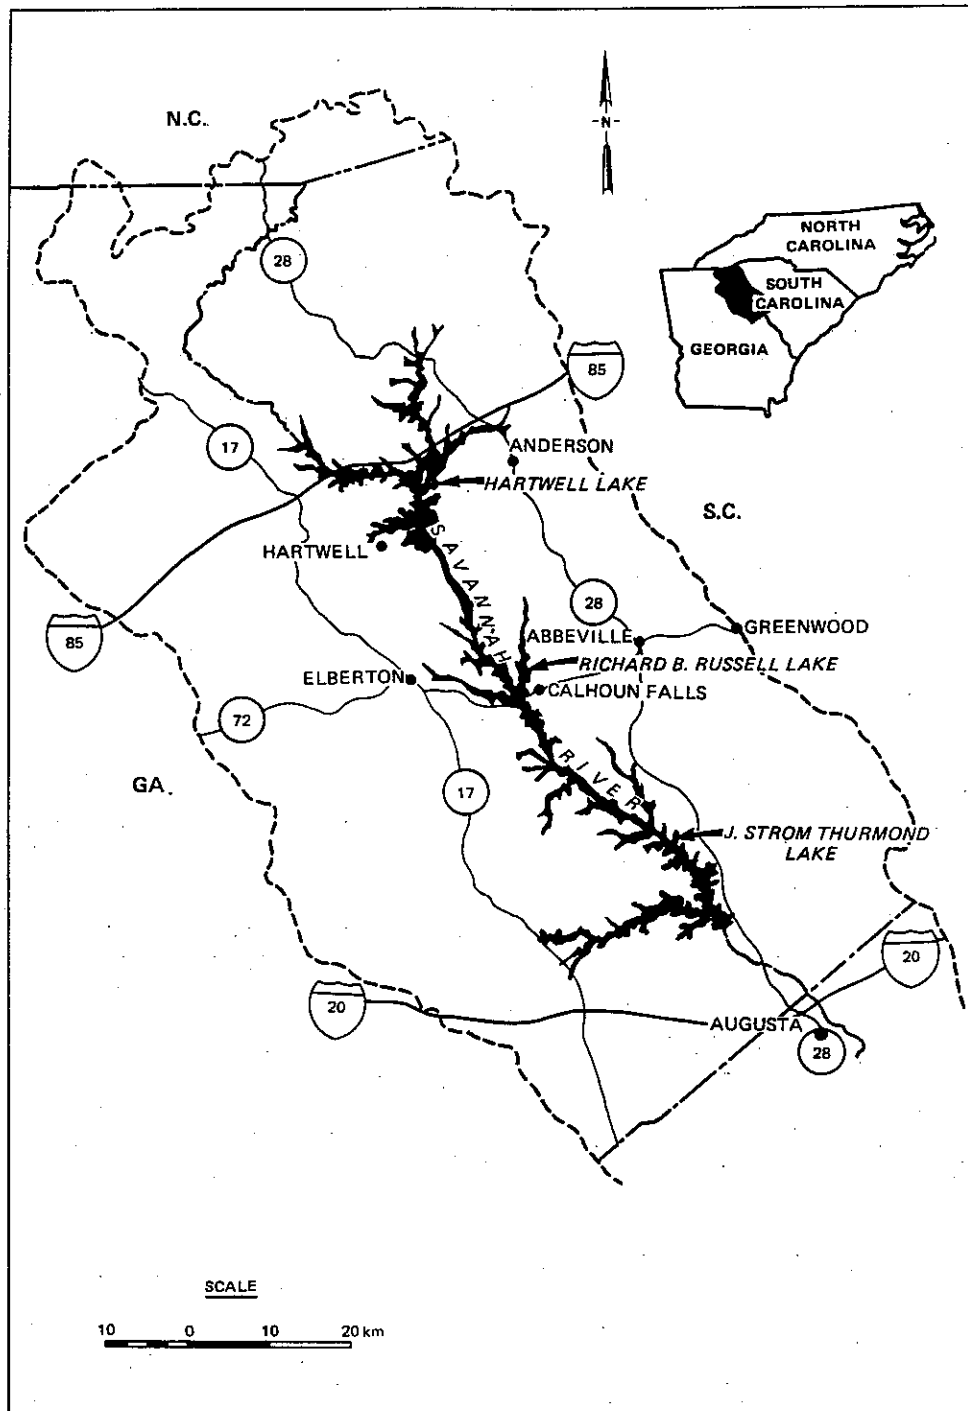 N.C.
-N-
NORTH
CAROLINA
SOUTH
CAROLINA
GEORGIA
28
85
17
ANDERSON
HARTWELL LAKE
S.C.
HARTWELL
SAVANNAH
28
85
ABBEVILLE
GREENWOOD
RICHARD B. RUSSELL LAKE
ELBERTON
CALHOUN FALLS
72
GA.
17
RIVER
J. STROM THURMOND
LAKE
20
20
AUGUSTA
28
SCALE
10 0 10 20 km